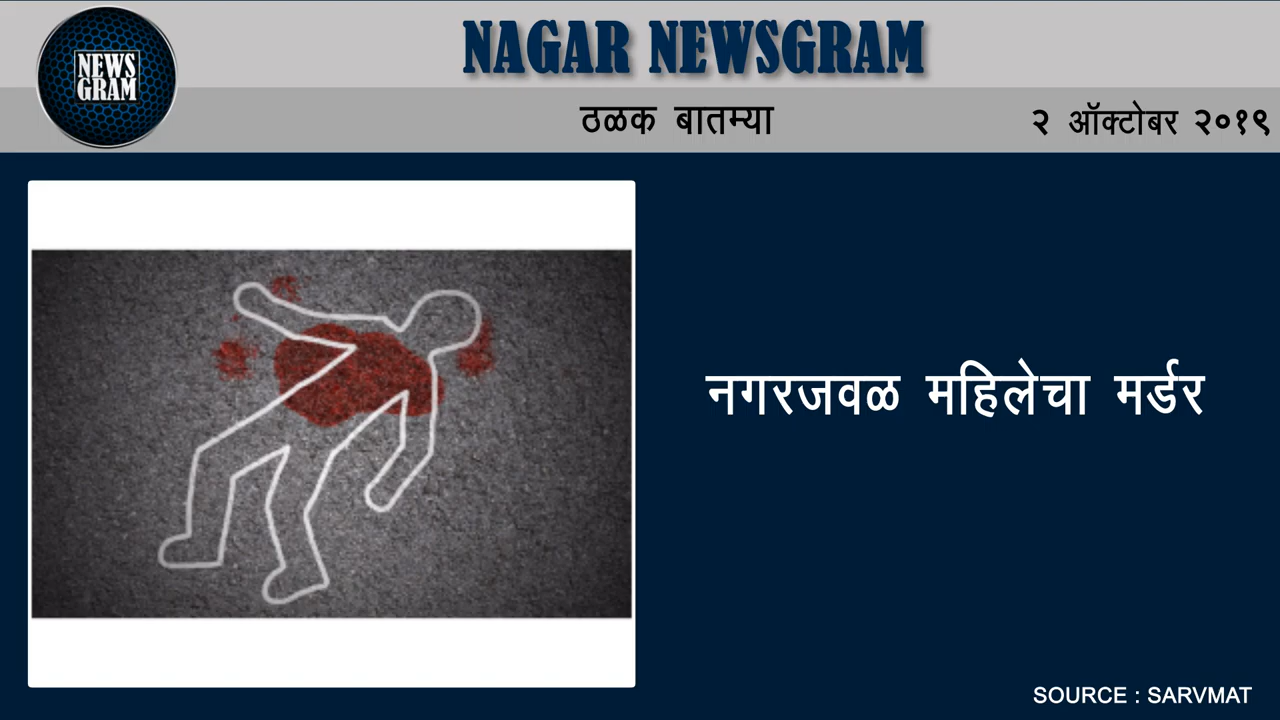 NEWS
GRAM
NAGAR NEWSGRAM
ठळक बातम्या
२ ऑक्टोबर २०१९
नगरजवळ महिलेचा मर्डर
SOURCE : SARVMAT